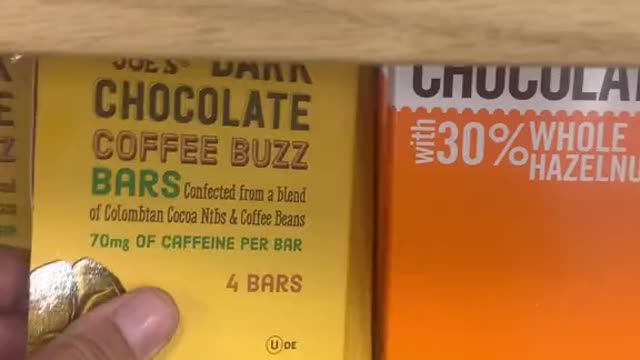 JOE'S® DARK
CHOCOLATE
COFFEE BUZZ
BARS Confected from a blend
of Colombian Cocoa Nibs & Coffee Beans
70mg OF CAFFEINE PER BAR
4 BARS
U DE
CHOCOLA
with 30% WHOLE
HAZELNU